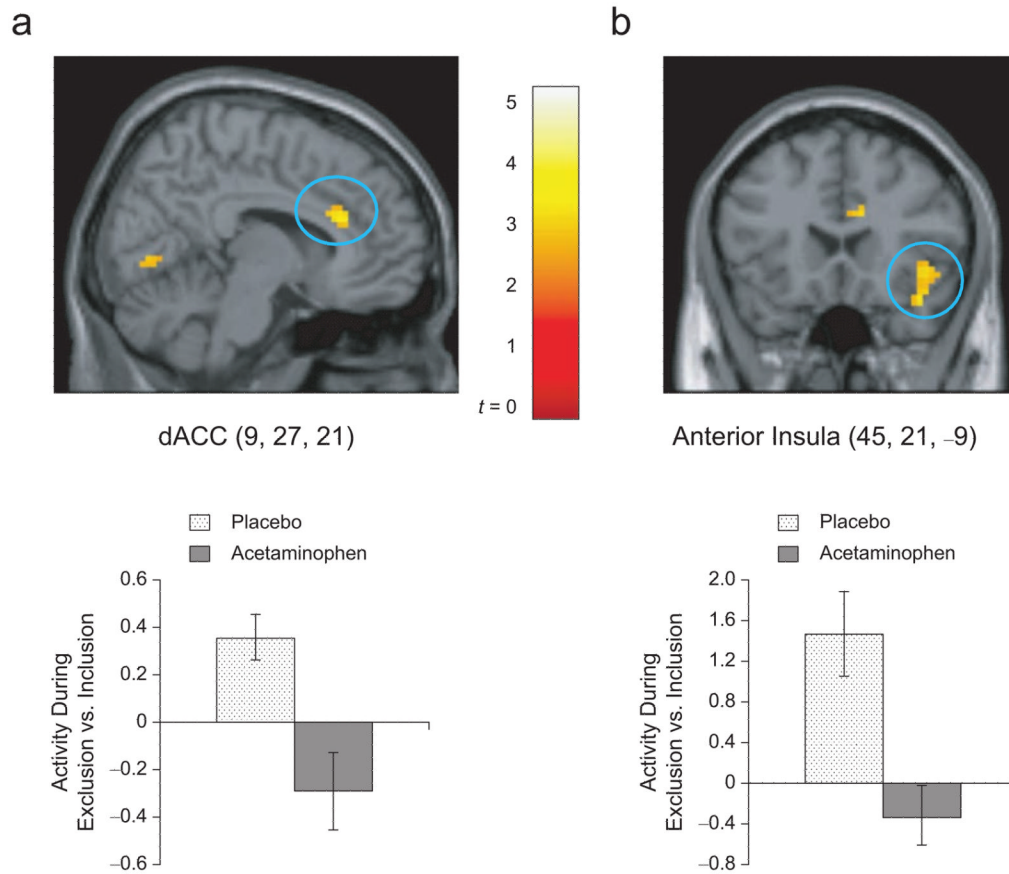 a
b
5
4
3
2
1
t = 0
dACC (9, 27, 21)
Anterior Insula (45, 21, –9)
Placebo
Acetaminophen
0.6
0.4
0.2
0
–0.2
–0.4
–0.6
Activity During
Exclusion vs. Inclusion
Placebo
Acetaminophen
2.0
1.6
1.2
0.8
0.4
0
–0.4
–0.8
Activity During
Exclusion vs. Inclusion